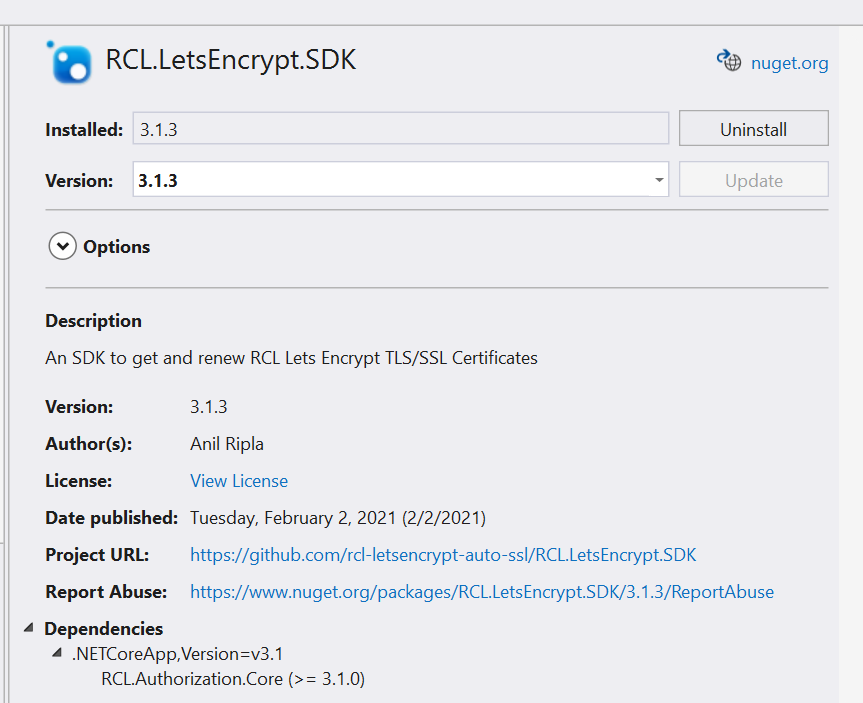 RCL.LetsEncrypt.SDK
nuget.org
Installed: 3.1.3 Uninstall
Version: 3.1.3 Update
Options
Description
An SDK to get and renew RCL Lets Encrypt TLS/SSL Certificates
Version: 3.1.3
Author(s): Anil Ripla
License: View License
Date published: Tuesday, February 2, 2021 (2/2/2021)
Project URL: https://github.com/rcl-letsencrypt-auto-ssl/RCL.LetsEncrypt.SDK
Report Abuse: https://www.nuget.org/packages/RCL.LetsEncrypt.SDK/3.1.3/ReportAbuse
Dependencies
.NETCoreApp,Version=v3.1
RCL.Authorization.Core (>= 3.1.0)